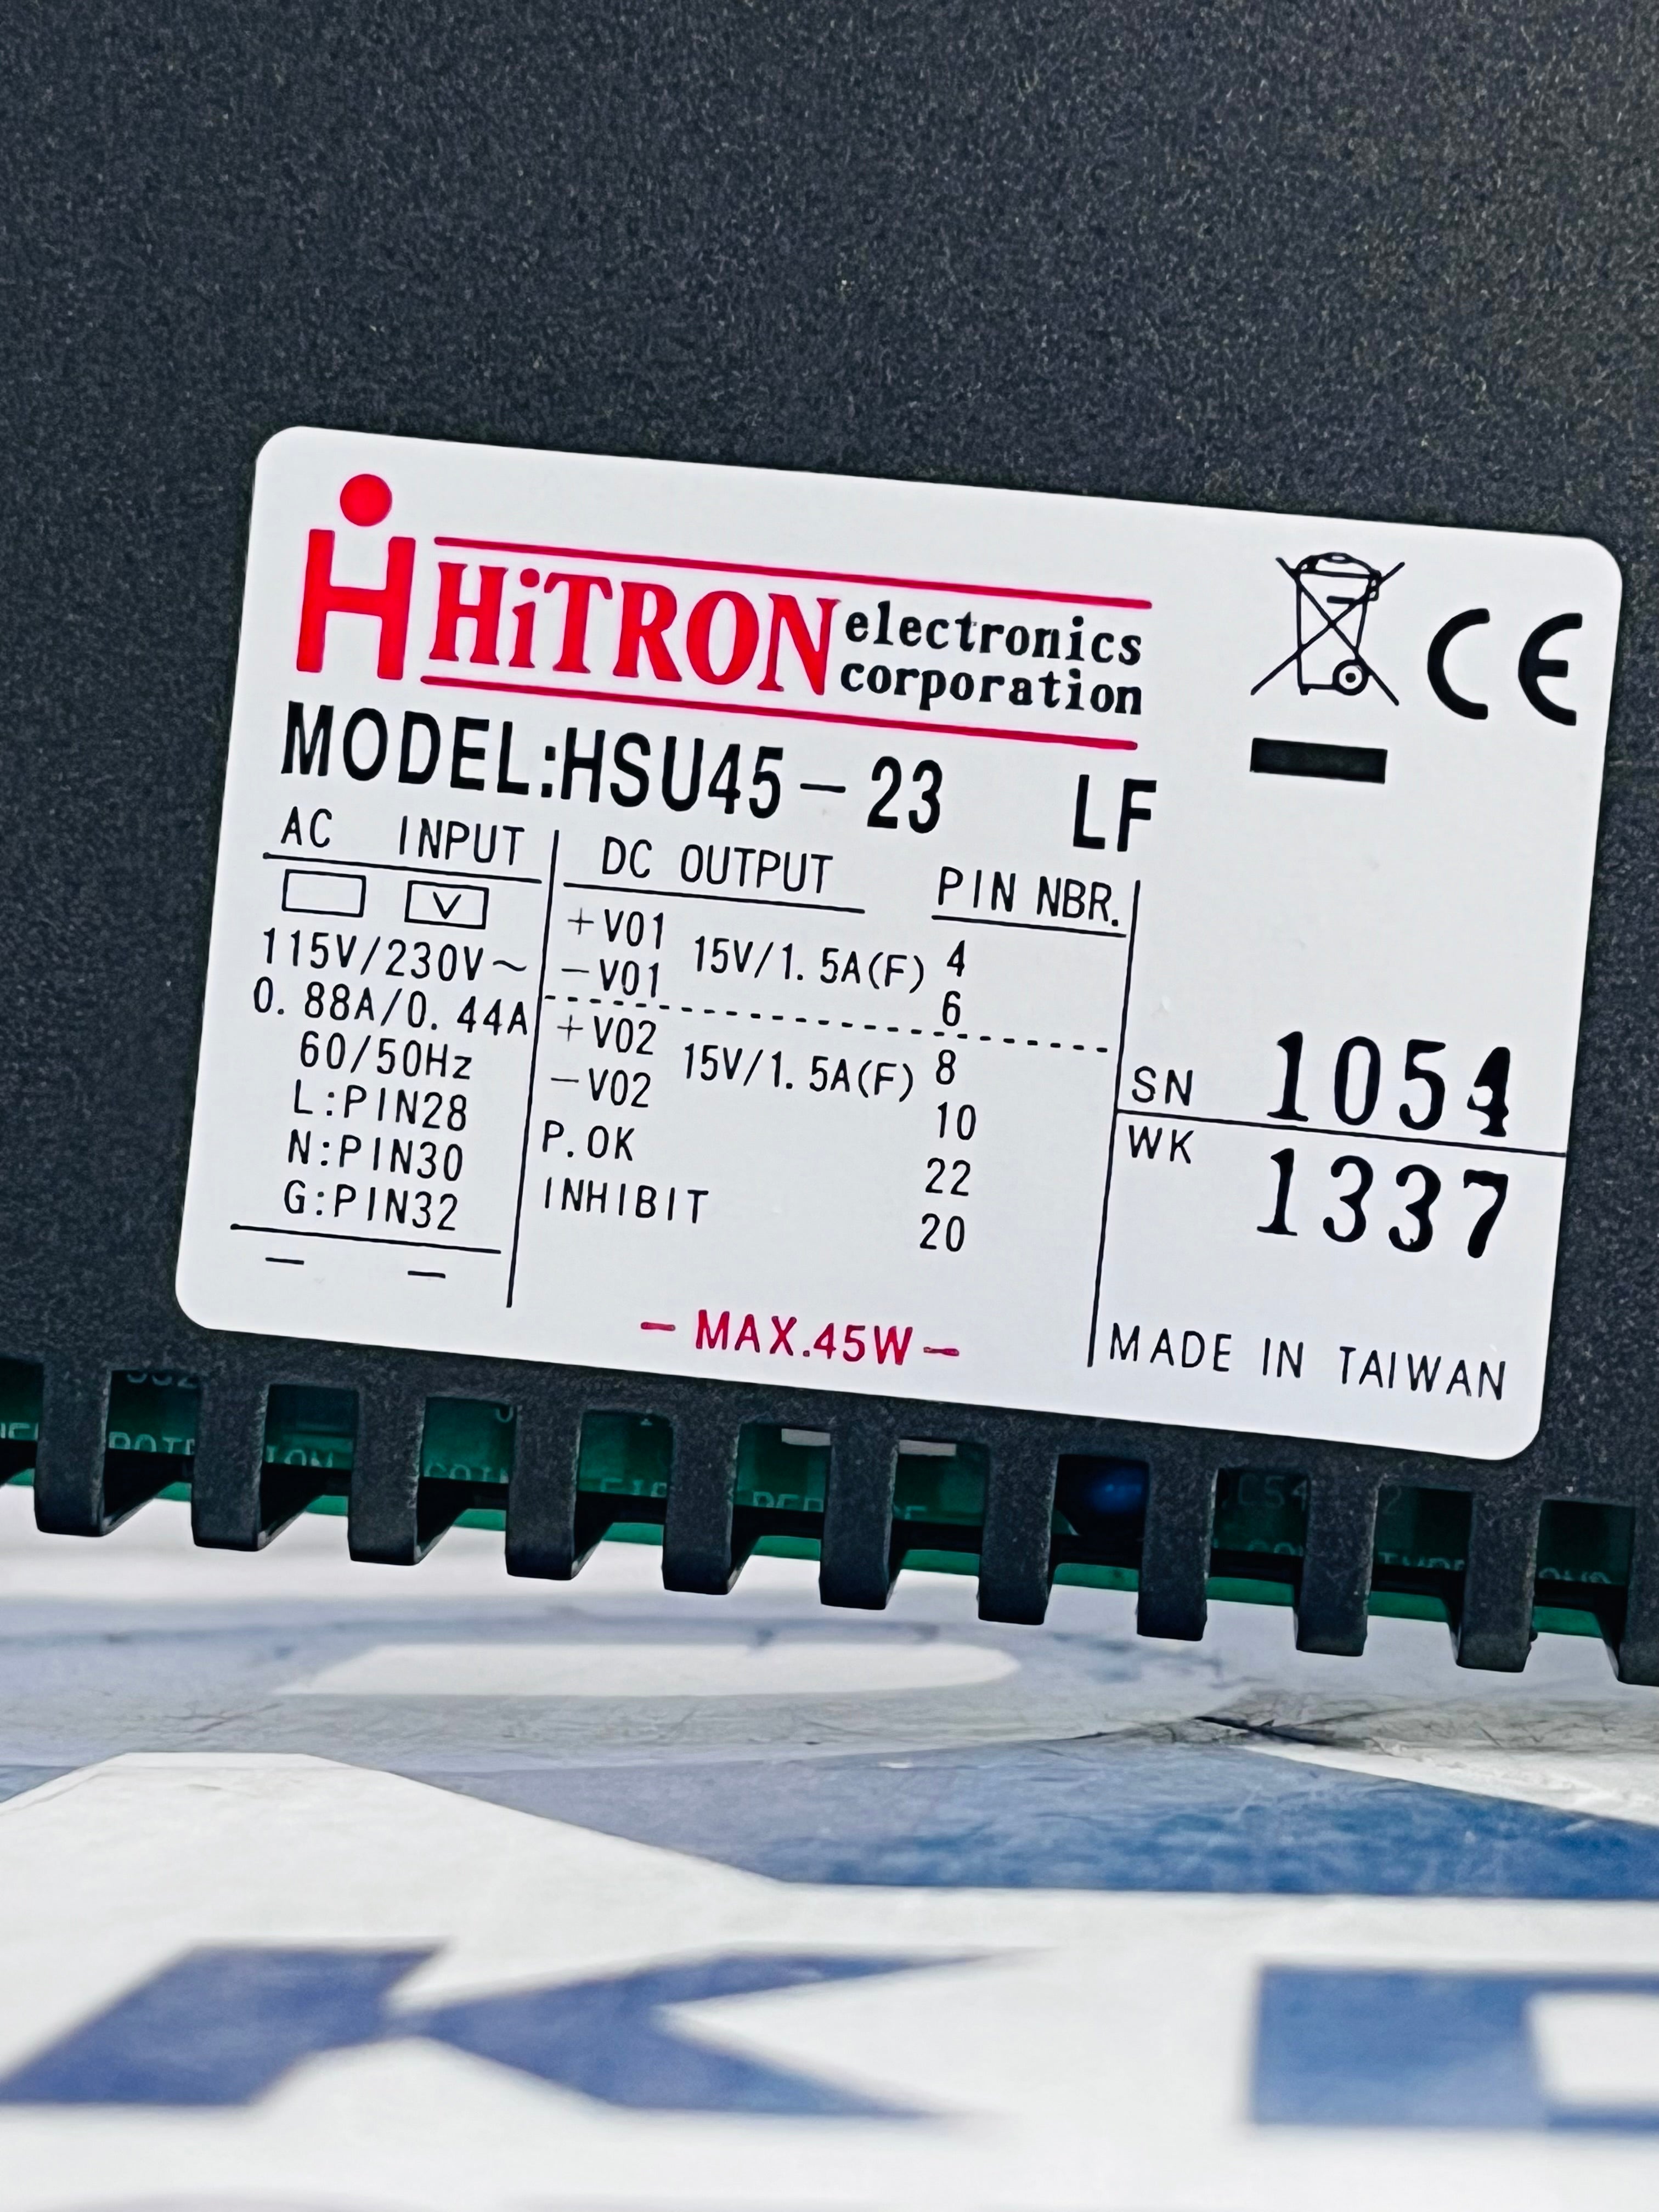 HiTRON electronics corporation
CE
MODEL:HSU45-23 LF
AC INPUT
V
115V/230V~
0.88A/0.44A
60/50Hz
L:PIN28
N:PIN30
G:PIN32
— —
DC OUTPUT PIN NBR.
+V01 15V/1.5A(F) 4
-V01 6
+V02 15V/1.5A(F) 8
-V02 10
P.OK 22
INHIBIT 20
-MAX.45W-
SN 1054
WK 1337
MADE IN TAIWAN
K